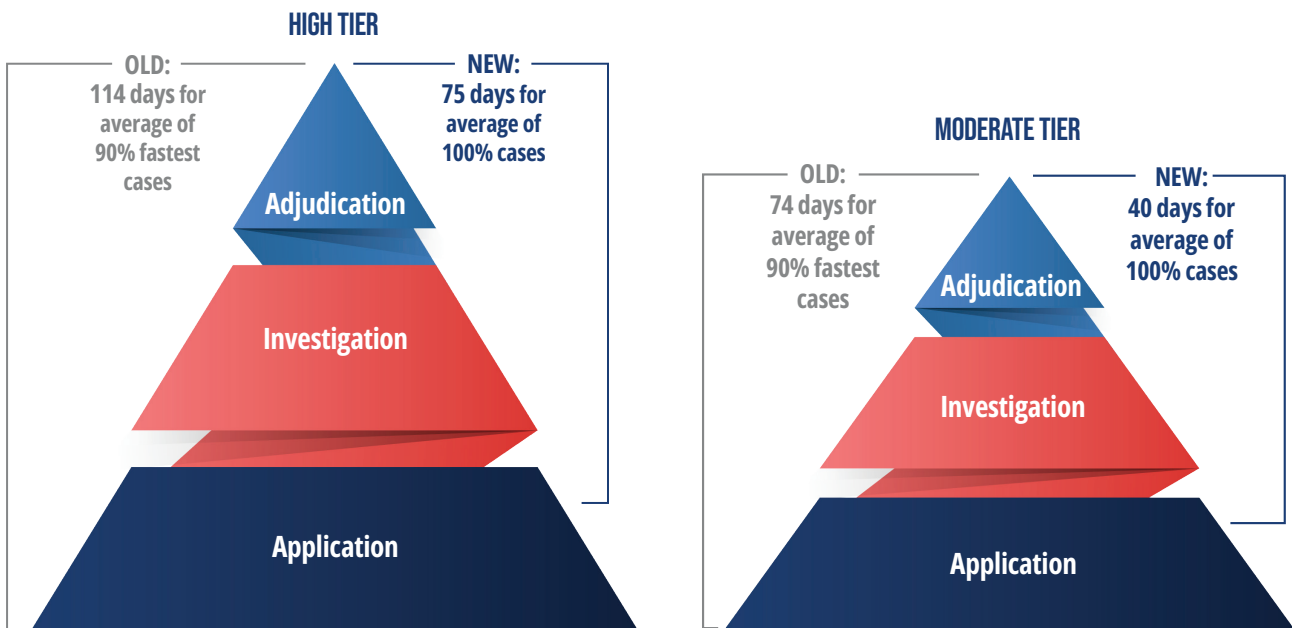 HIGH TIER
OLD:
114 days for
average of
90% fastest
cases
NEW:
75 days for
average of
100% cases
Adjudication
Investigation
Application
MODERATE TIER
OLD:
74 days for
average of
90% fastest
cases
NEW:
40 days for
average of
100% cases
Adjudication
Investigation
Application